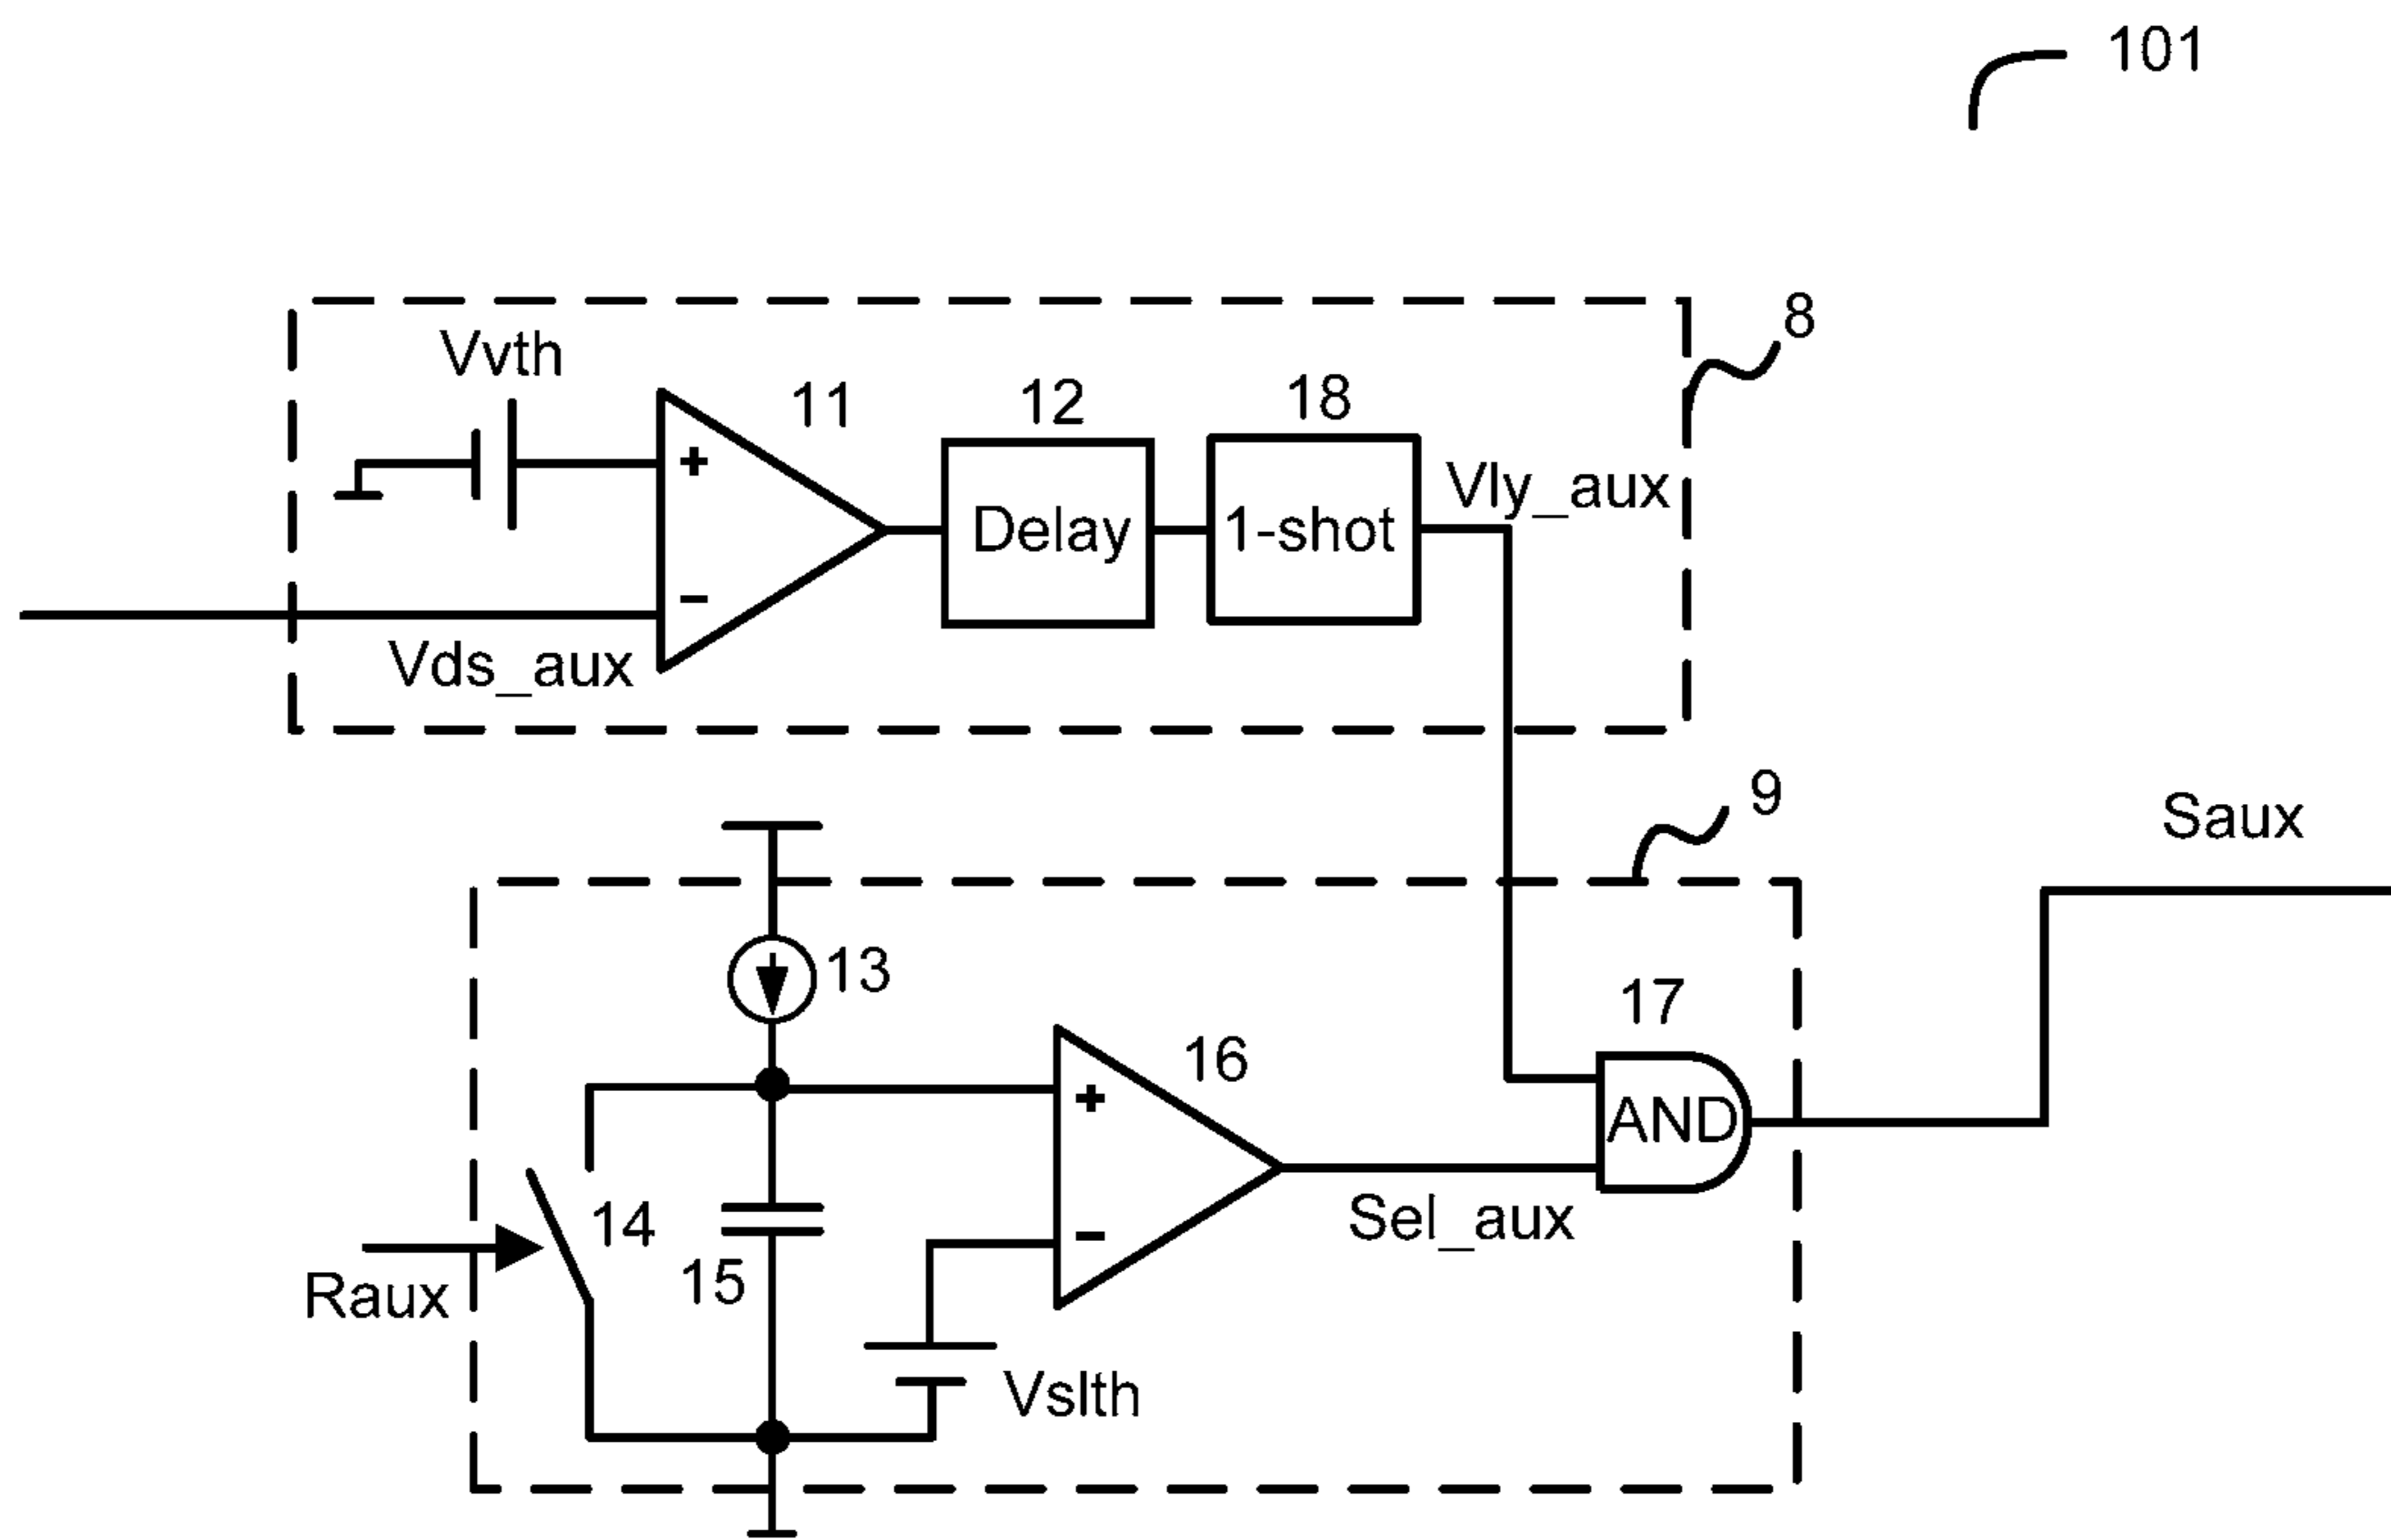 101
8
Vvth
11
12
18
+
Vly_aux
Delay
1-shot
−
Vds_aux
9
Saux
13
17
16
+
AND
14
Sel_aux
−
15
Raux
Vslth